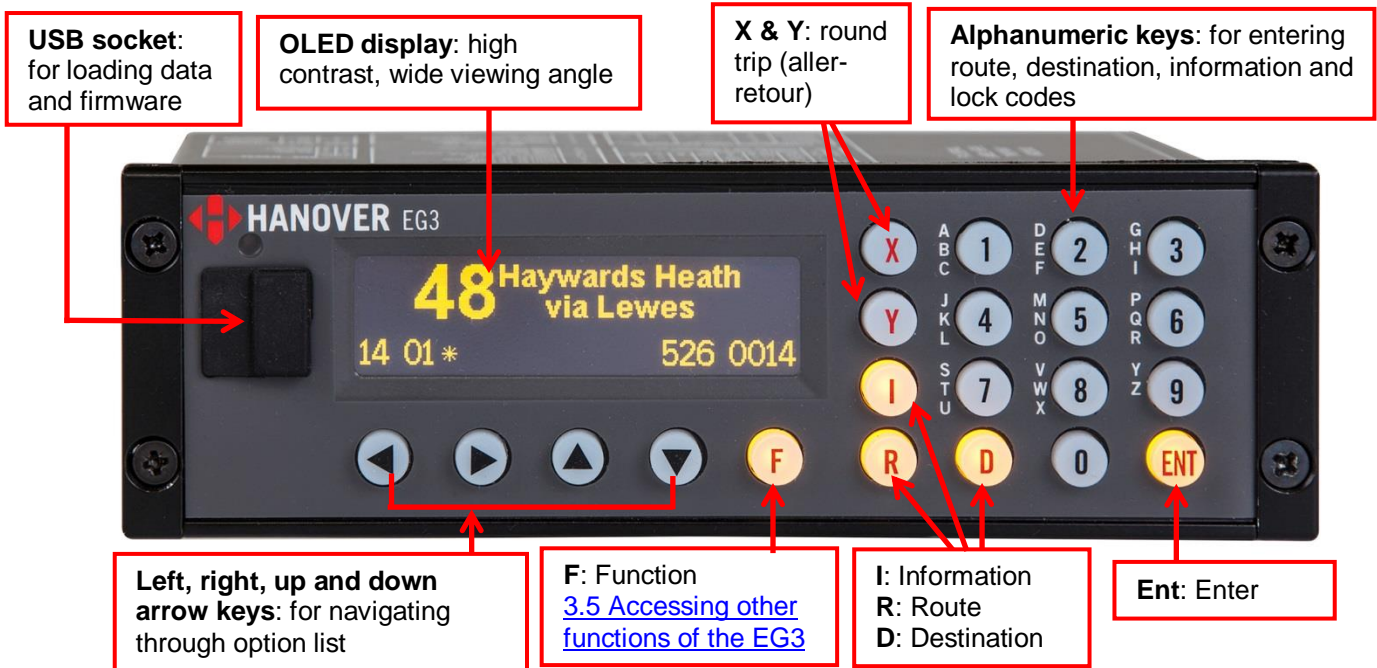 USB socket:
for loading data
and firmware
OLED display: high
contrast, wide viewing angle
X & Y: round
trip (aller-
retour)
Alphanumeric keys: for entering
route, destination, information and
lock codes
HANOVER EG3
48 Haywards Heath
via Lewes
14 01 * 526 0014
X
A
B
C
1
D
E
F
2
G
H
I
3
Y
J
K
L
4
M
N
O
5
P
Q
R
6
I
S
T
U
7
V
W
X
8
Y
Z
9
F
R
D
0
ENT
Left, right, up and down
arrow keys: for navigating
through option list
F: Function
3.5 Accessing other
functions of the EG3
I: Information
R: Route
D: Destination
Ent: Enter